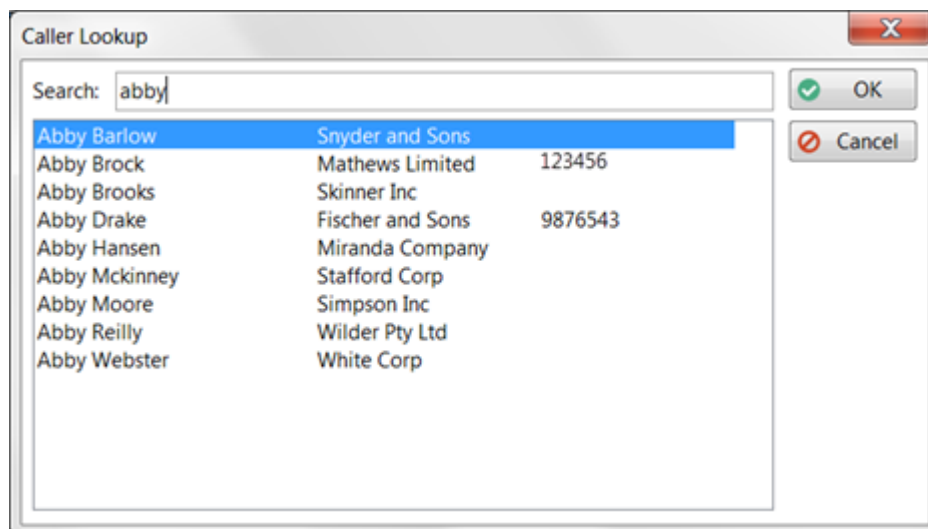 Caller Lookup
Search: abby OK
Abby Barlow Snyder and Sons Cancel
Abby Brock Mathews Limited 123456
Abby Brooks Skinner Inc
Abby Drake Fischer and Sons 9876543
Abby Hansen Miranda Company
Abby Mckinney Stafford Corp
Abby Moore Simpson Inc
Abby Reilly Wilder Pty Ltd
Abby Webster White Corp